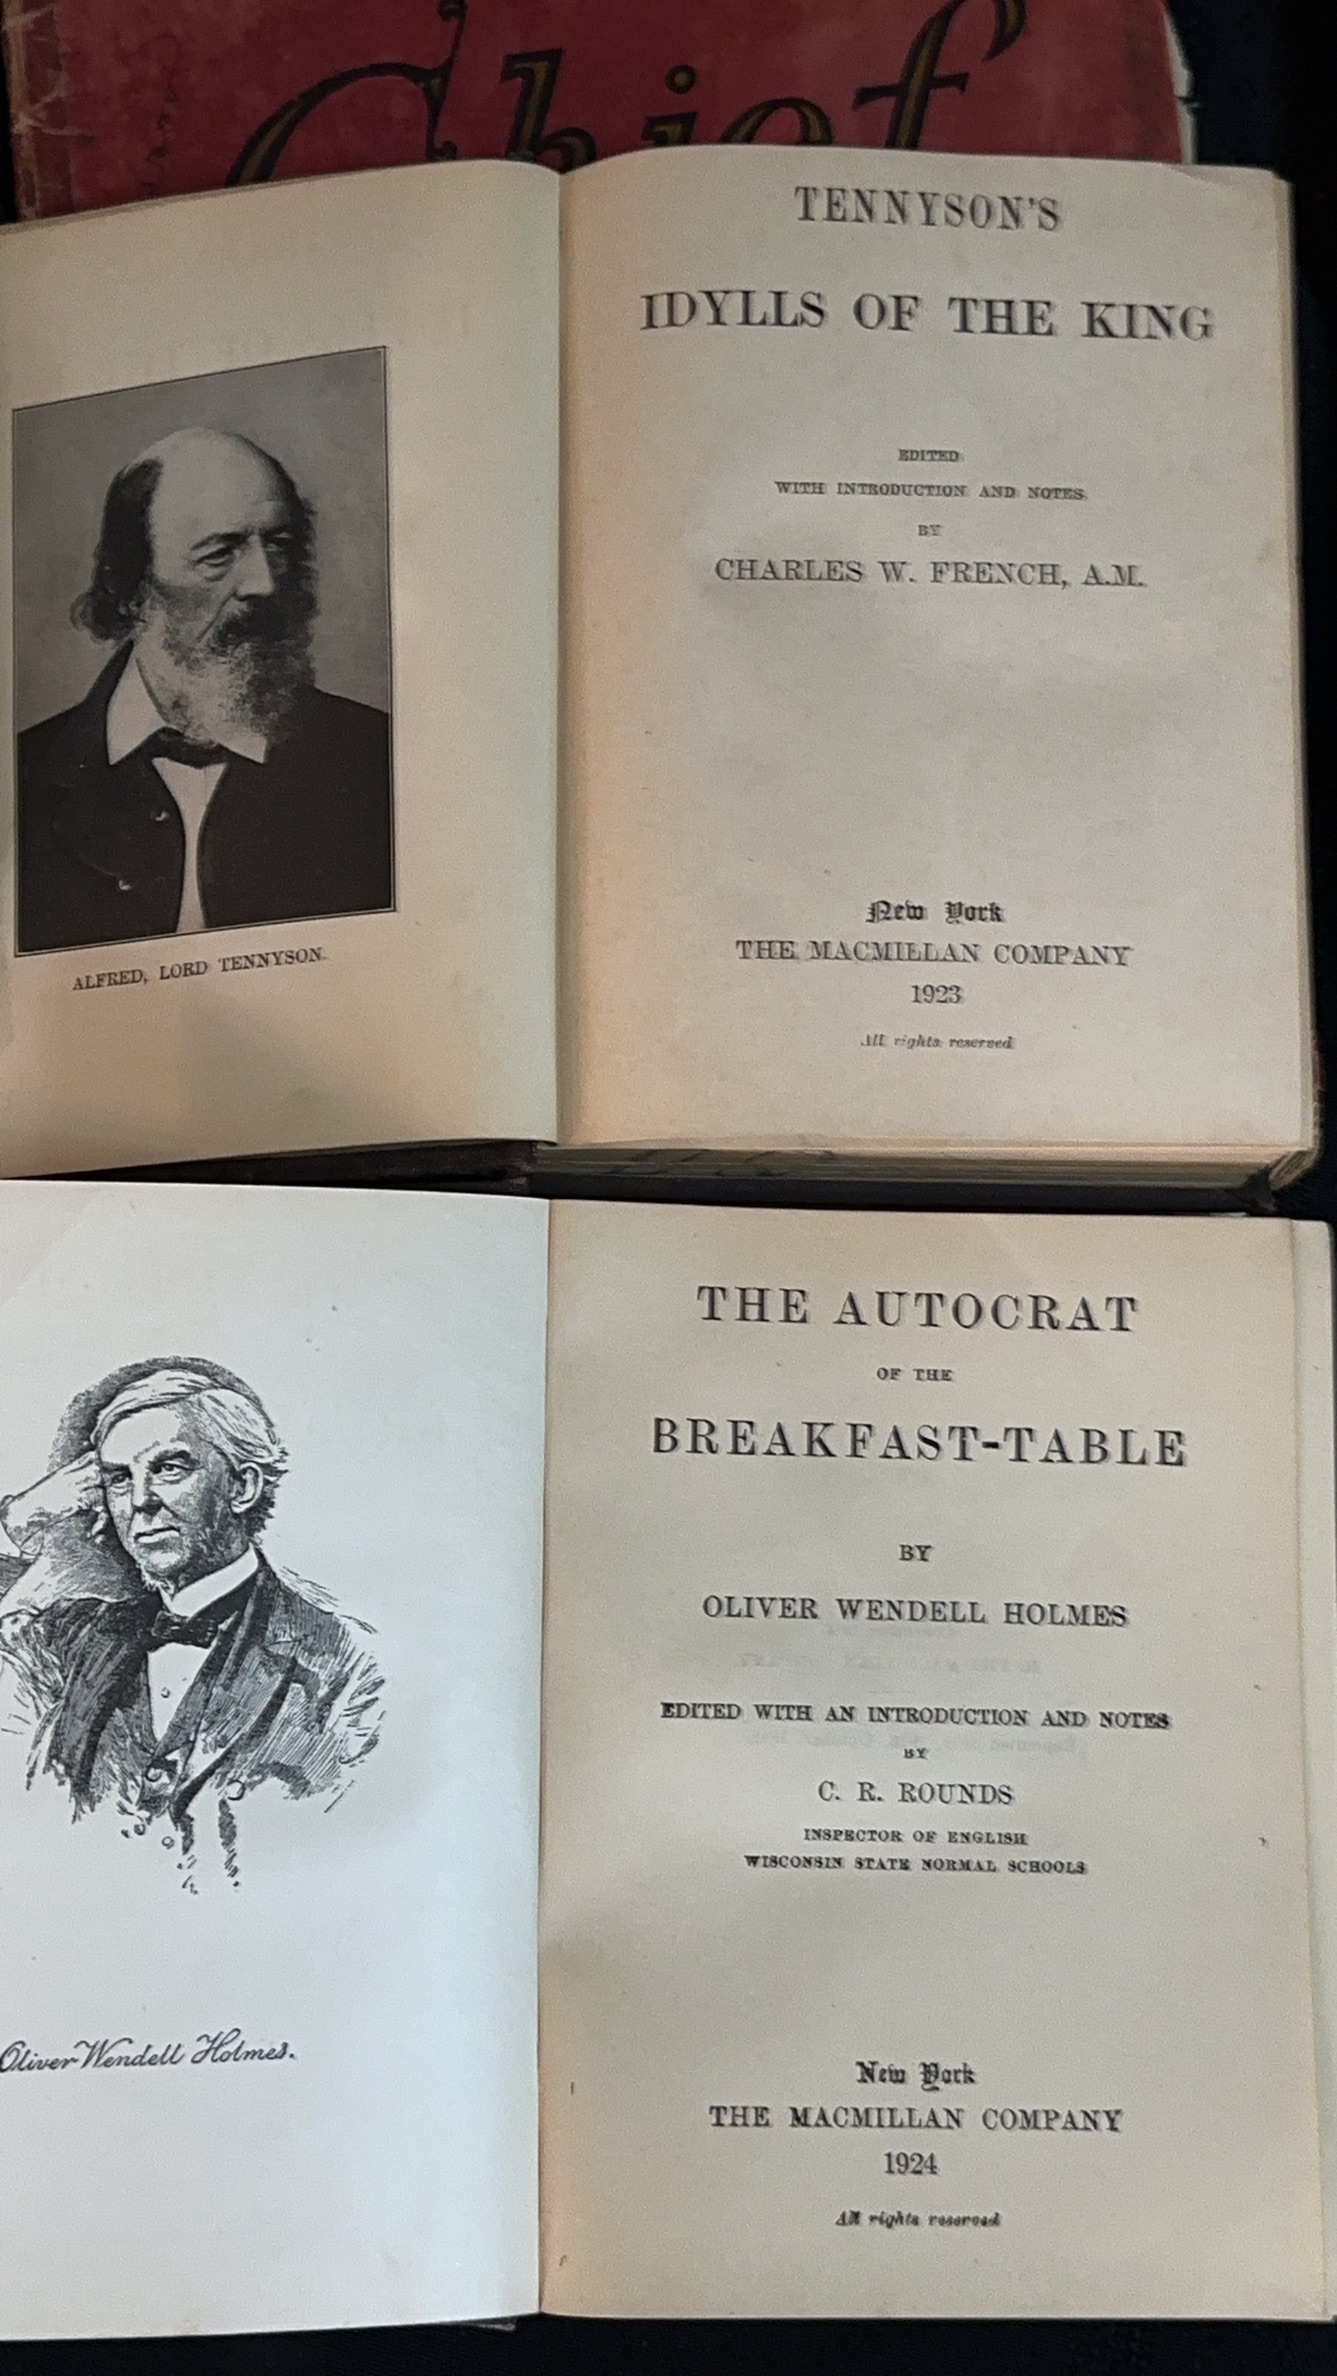 Chief
TENNYSON'S
IDYLLS OF THE KING
EDITED
WITH INTRODUCTION AND NOTES
BY
CHARLES W. FRENCH, A.M.
New York
THE MACMILLAN COMPANY
1923
All rights reserved
ALFRED, LORD TENNYSON.
THE AUTOCRAT
OF THE
BREAKFAST-TABLE
BY
OLIVER WENDELL HOLMES
EDITED WITH AN INTRODUCTION AND NOTES
BY
C. R. ROUNDS
INSPECTOR OF ENGLISH
WISCONSIN STATE NORMAL SCHOOLS
New York
THE MACMILLAN COMPANY
1924
All rights reserved
Oliver Wendell Holmes.